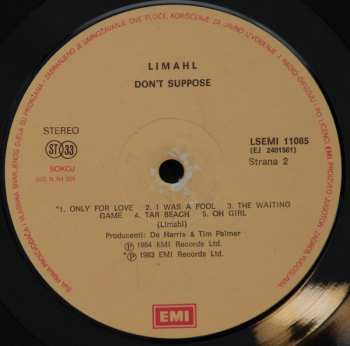 LIMAHL
DON'T SUPPOSE
STEREO
ST 33
SOKOJ
LSEMI 11085
(EJ 2401561)
Strana 2
*1. ONLY FOR LOVE 2. I WAS A FOOL 3. THE WAITING
GAME 4. TAR BEACH 5. OH GIRL
(Limahl)
Producenti: De Harris & Tim Palmer
℗ 1984 EMI Records Ltd.
*℗ 1983 EMI Records Ltd.
EMI